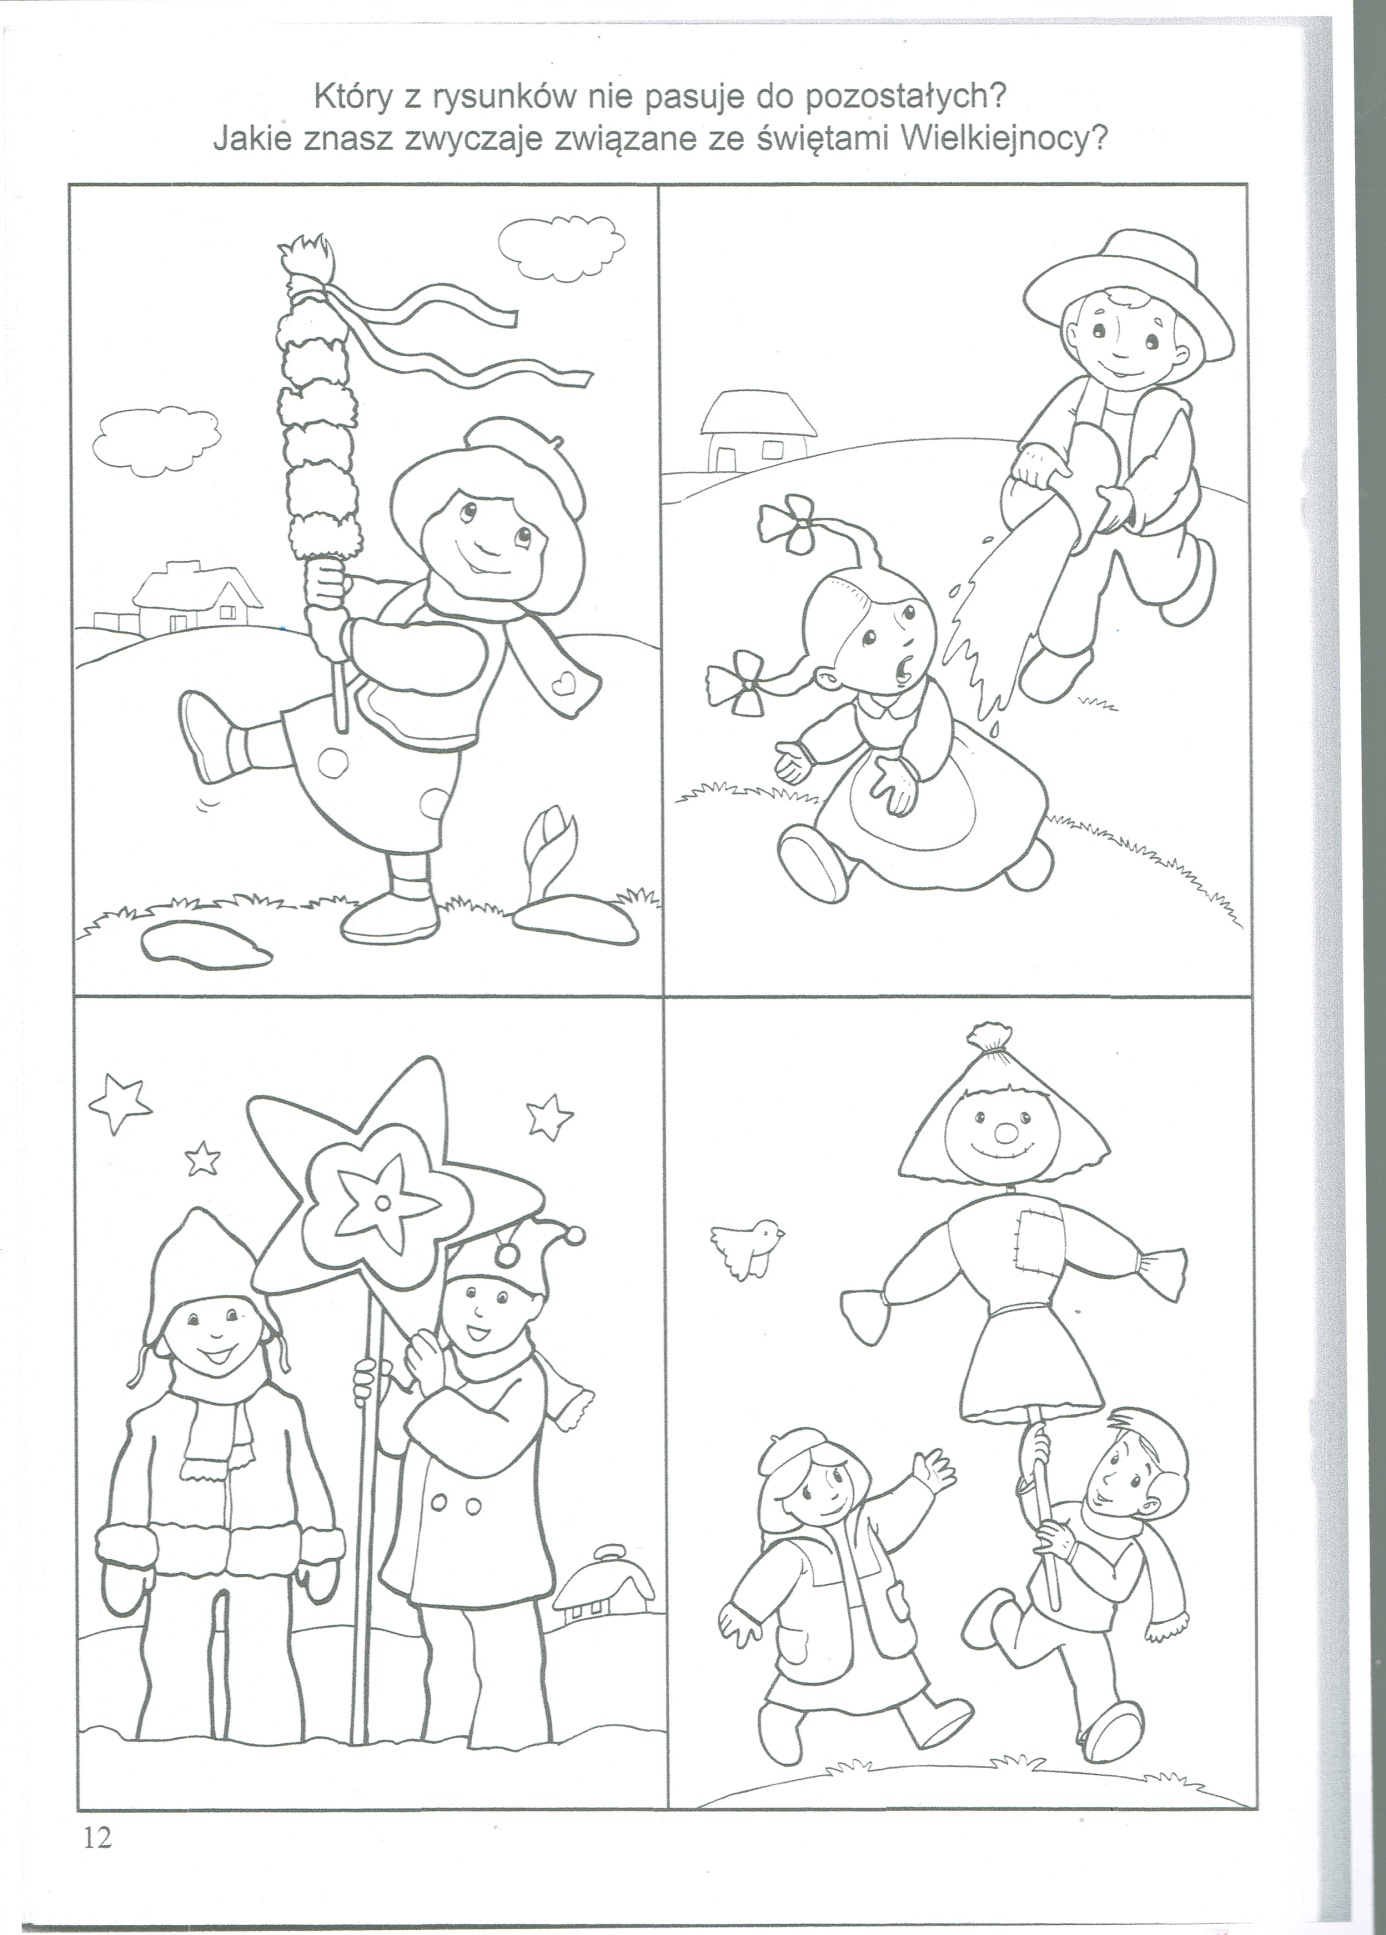 Który z rysunków nie pasuje do pozostałych?
Jakie znasz zwyczaje związane ze świętami Wielkiejnocy?
12